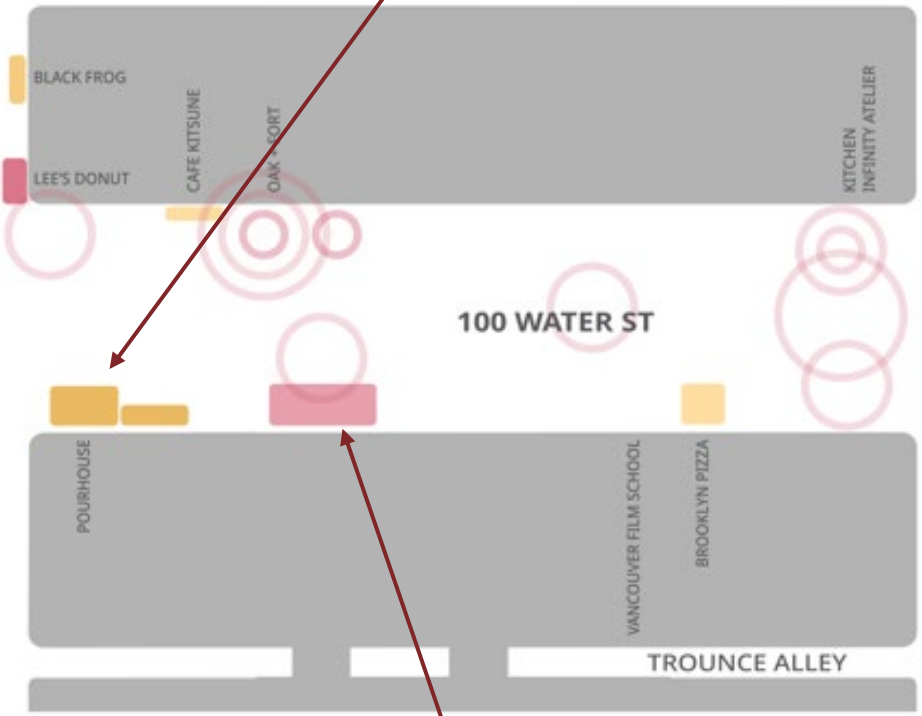 BLACK FROG
LEE'S DONUT
CAFE KITSUNE
OAK + FORT
KITCHEN
INFINITY ATELIER
100 WATER ST
POURHOUSE
VANCOUVER FILM SCHOOL
BROOKLYN PIZZA
TROUNCE ALLEY